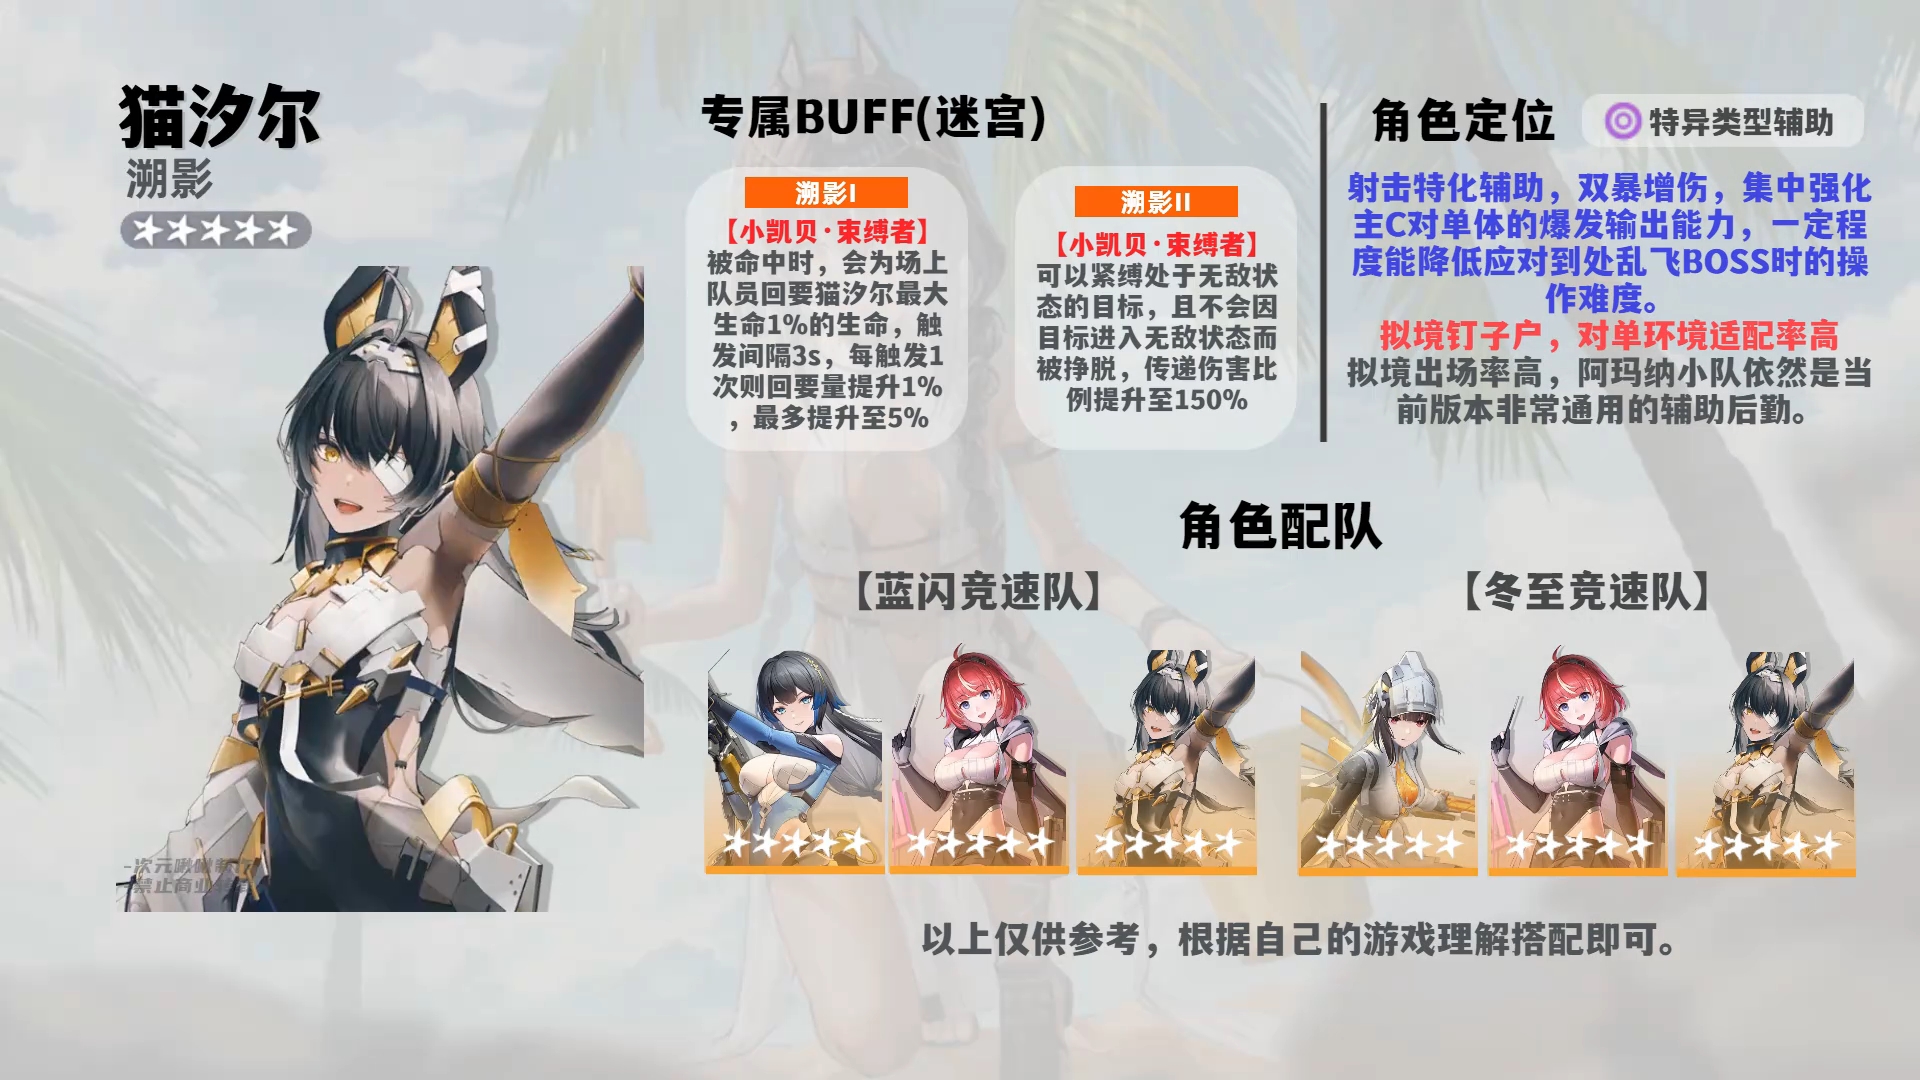 猫汐尔
溯影
专属BUFF(迷宫)
溯影I
【小凯贝·束缚者】
被命中时，会为场上
队员回要猫汐尔最大
生命1%的生命，触
发间隔3s，每触发1
次则回要量提升1%
，最多提升至5%
溯影II
【小凯贝·束缚者】
可以紧缚处于无敌状
态的目标，且不会因
目标进入无敌状态而
被挣脱，传递伤害比
例提升至150%
角色定位
特异类型辅助
射击特化辅助，双暴增伤，集中强化
主C对单体的爆发输出能力，一定程
度能降低应对到处乱飞BOSS时的操
作难度。
拟境钉子户，对单环境适配率高
拟境出场率高，阿玛纳小队依然是当
前版本非常通用的辅助后勤。
角色配队
【蓝闪竞速队】
【冬至竞速队】
以上仅供参考，根据自己的游戏理解搭配即可。